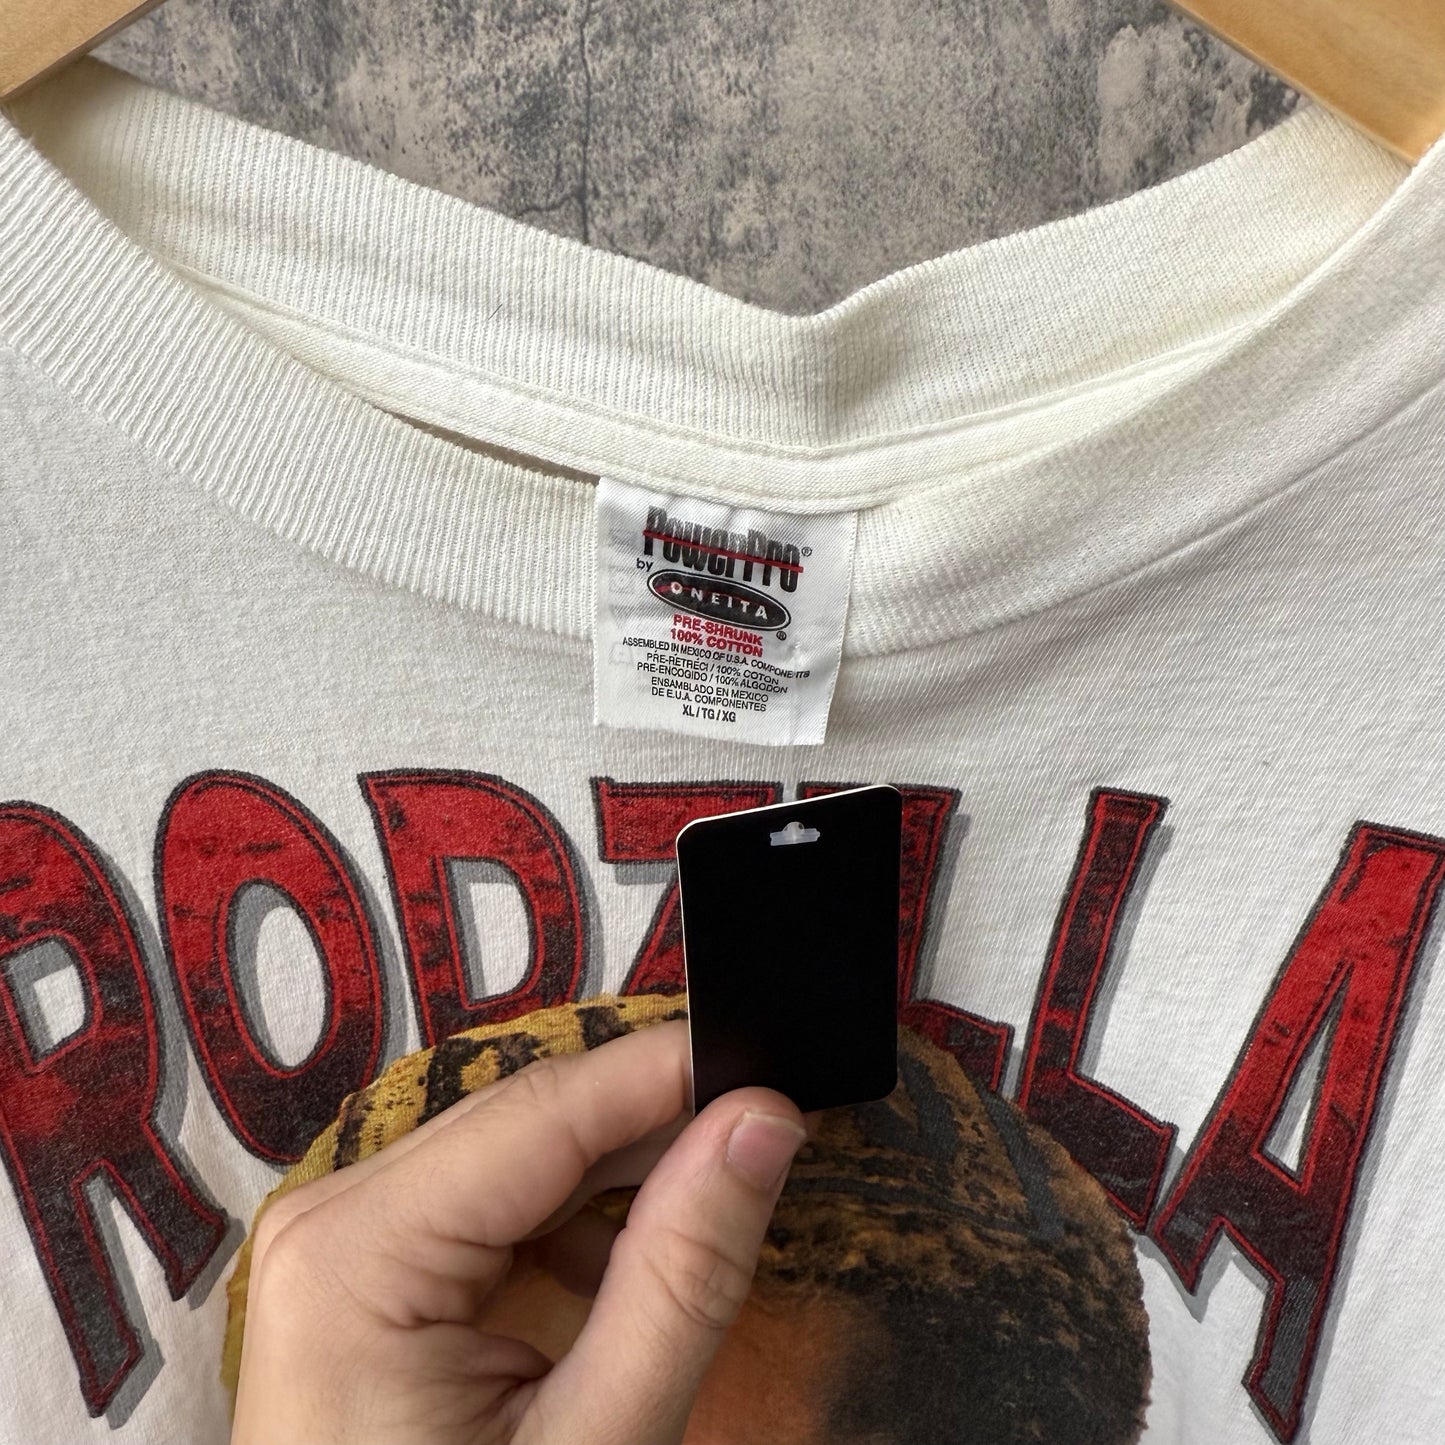 PowerPro®
by ONEITA®
PRE-SHRUNK
100% COTTON
ASSEMBLED IN MEXICO OF U.S.A. COMPONENTS
PRÉ-RÉTRÉCI / 100% COTON
PRE-ENCOGIDO / 100% ALGODON
ENSAMBLADO EN MEXICO
DE E.U.A. COMPONENTES
XL / TG / XG
RODZILLA